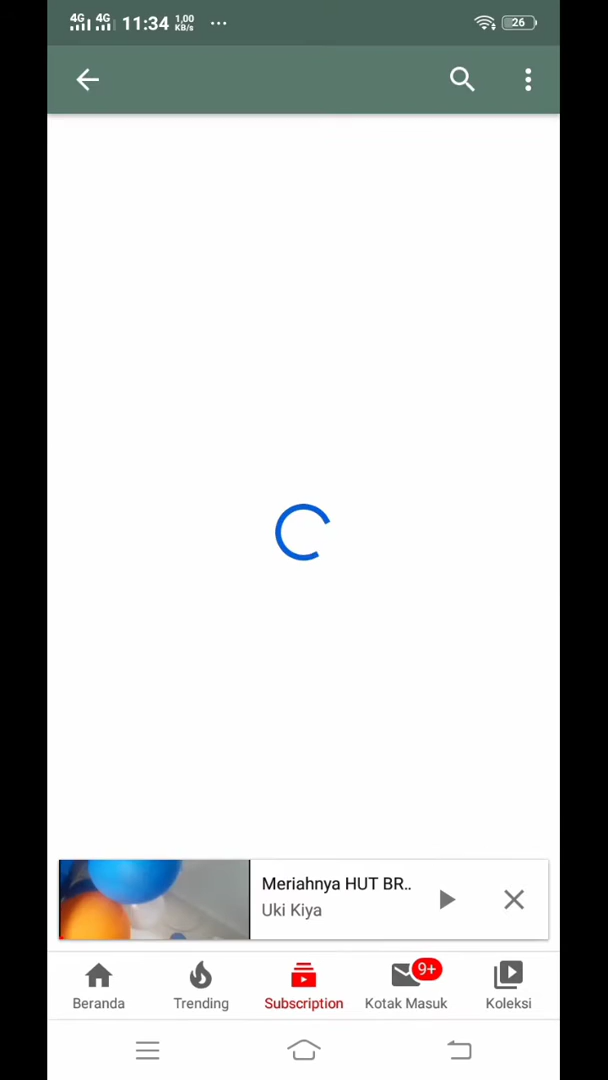 4G 4G 11:34 1,00 KB/s ... 26
Meriahnya HUT BR..
Uki Kiya
9+
Beranda Trending Subscription Kotak Masuk Koleksi